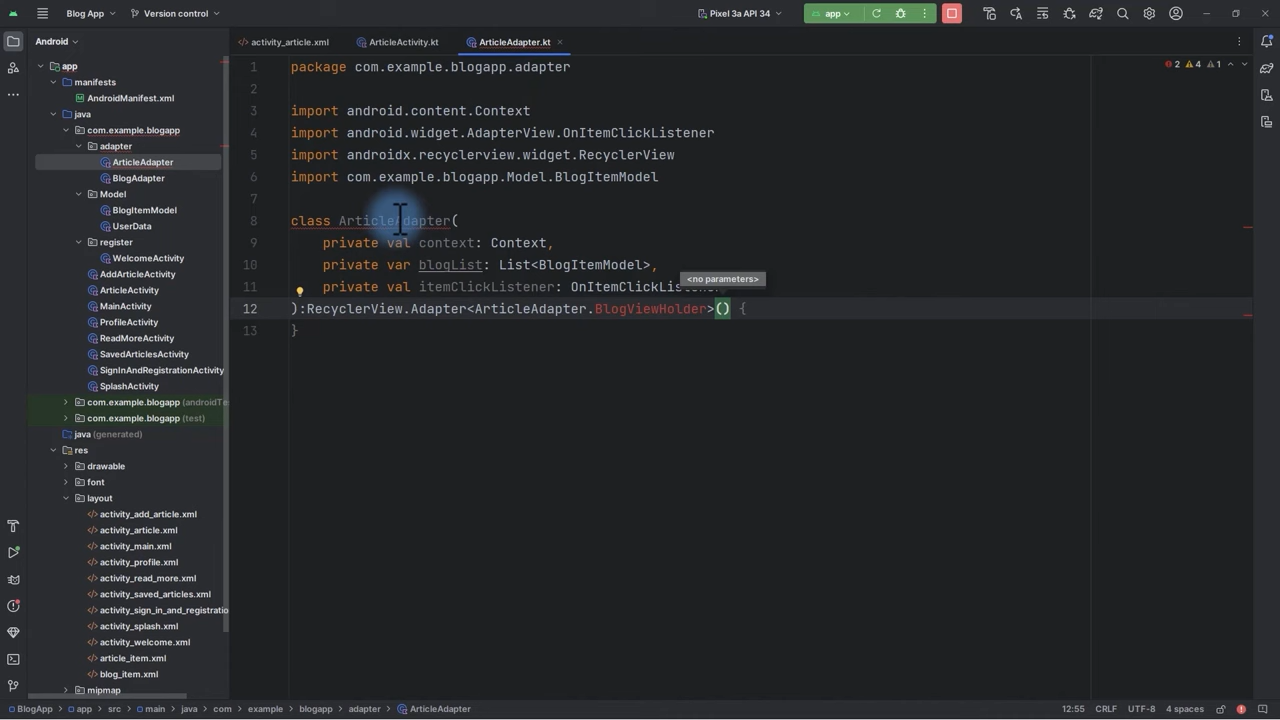 Blog App
Version control
Pixel 3a API 34
app
Android
activity_article.xml
ArticleActivity.kt
ArticleAdapter.kt
app
manifests
AndroidManifest.xml
java
com.example.blogapp
adapter
ArticleAdapter
BlogAdapter
Model
BlogItemModel
UserData
register
WelcomeActivity
AddArticleActivity
ArticleActivity
MainActivity
ProfileActivity
ReadMoreActivity
SavedArticlesActivity
SignInAndRegistrationActivity
SplashActivity
com.example.blogapp (androidTe
com.example.blogapp (test)
java (generated)
res
drawable
font
layout
activity_add_article.xml
activity_article.xml
activity_main.xml
activity_profile.xml
activity_read_more.xml
activity_saved_articles.xml
activity_sign_in_and_registratio
activity_splash.xml
activity_welcome.xml
article_item.xml
blog_item.xml
mipmap
2 4 1
1 package com.example.blogapp.adapter
2
3 import android.content.Context
4 import android.widget.AdapterView.OnItemClickListener
5 import androidx.recyclerview.widget.RecyclerView
6 import com.example.blogapp.Model.BlogItemModel
7
8 class ArticleAdapter(
9 private val context: Context,
10 private var bloqList: List<BlogItemModel>,
<no parameters>
11 private val itemClickListener: OnItemClickListener
12 ):RecyclerView.Adapter<ArticleAdapter.BlogViewHolder>() {
13 }
BlogApp > app > src > main > java > com > example > blogapp > adapter > ArticleAdapter
12:55 CRLF UTF-8 4 spaces